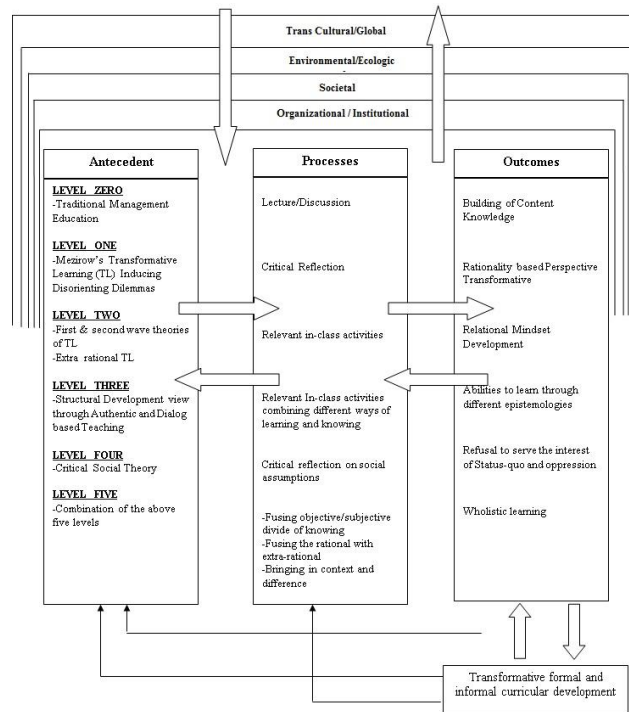 Trans Cultural/Global
Environmental/Ecologic
Societal
Organizational / Institutional
Antecedent
LEVEL ZERO
-Traditional Management
Education
LEVEL ONE
-Mezirow's Transformative
Learning (TL) Inducing
Disorienting Dilemmas
LEVEL TWO
-First & second wave theories
of TL
-Extra rational TL
LEVEL THREE
-Structural Development view
through Authentic and Dialog
based Teaching
LEVEL FOUR
-Critical Social Theory
LEVEL FIVE
-Combination of the above
five levels
Processes
Lecture/Discussion
Critical Reflection
Relevant in-class activities
Relevant In-class activities
combining different ways of
learning and knowing
Critical reflection on social
assumptions
-Fusing objective/subjective
divide of knowing
-Fusing the rational with
extra-rational
-Bringing in context and
difference
Outcomes
Building of Content
Knowledge
Rationality based Perspective
Transformative
Relational Mindset
Development
Abilities to learn through
different epistemologies
Refusal to serve the interest
of Status-quo and oppression
Wholistic learning
Transformative formal and
informal curricular development